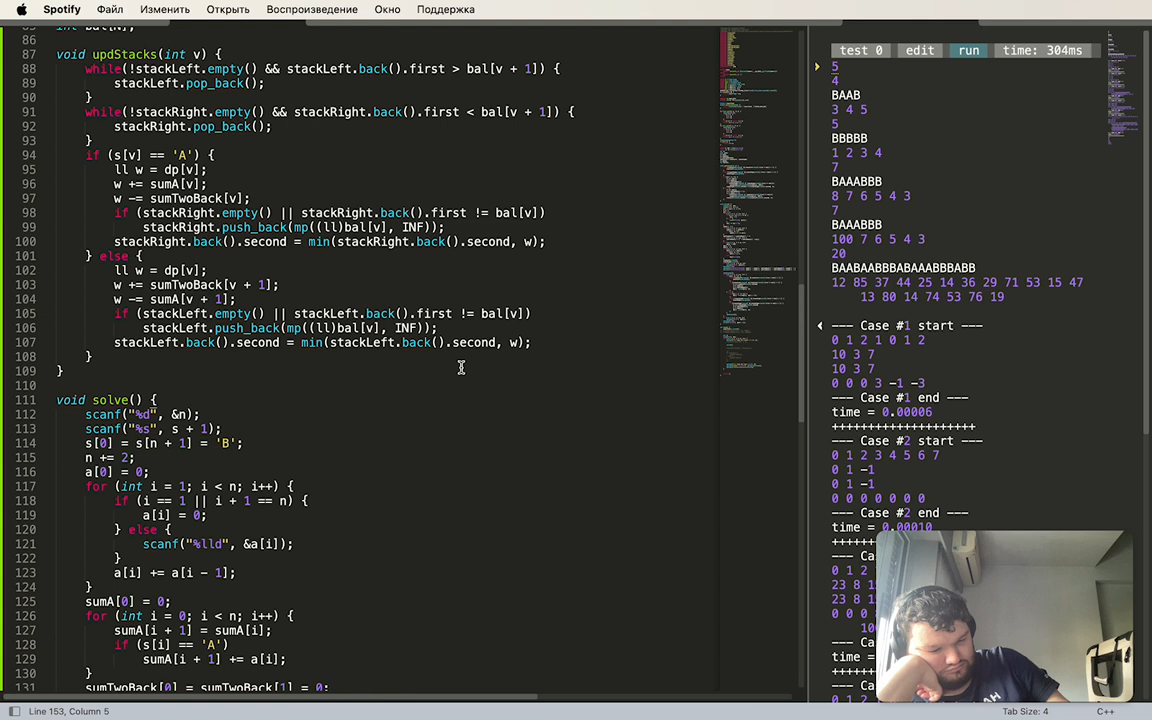 Spotify Файл Изменить Открыть Воспроизведение Окно Поддержка
86
87 void updStacks(int v) {
88 while(!stackLeft.empty() && stackLeft.back().first > bal[v + 1]) {
89 stackLeft.pop_back();
90 }
91 while(!stackRight.empty() && stackRight.back().first < bal[v + 1]) {
92 stackRight.pop_back();
93 }
94 if (s[v] == 'A') {
95 ll w = dp[v];
96 w += sumA[v];
97 w -= sumTwoBack[v];
98 if (stackRight.empty() || stackRight.back().first != bal[v])
99 stackRight.push_back(mp((ll)bal[v], INF));
100 stackRight.back().second = min(stackRight.back().second, w);
101 } else {
102 ll w = dp[v];
103 w += sumTwoBack[v + 1];
104 w -= sumA[v + 1];
105 if (stackLeft.empty() || stackLeft.back().first != bal[v])
106 stackLeft.push_back(mp((ll)bal[v], INF));
107 stackLeft.back().second = min(stackLeft.back().second, w);
108 }
109 }
110
111 void solve() {
112 scanf("%d", &n);
113 scanf("%s", s + 1);
114 s[0] = s[n + 1] = 'B';
115 n += 2;
116 a[0] = 0;
117 for (int i = 1; i < n; i++) {
118 if (i == 1 || i + 1 == n) {
119 a[i] = 0;
120 } else {
121 scanf("%lld", &a[i]);
122 }
123 a[i] += a[i - 1];
124 }
125 sumA[0] = 0;
126 for (int i = 0; i < n; i++) {
127 sumA[i + 1] = sumA[i];
128 if (s[i] == 'A')
129 sumA[i + 1] += a[i];
130 }
131 sumTwoBack[0] = sumTwoBack[1] = 0;
test 0 edit run time: 304ms
5
4
BAAB
3 4 5
5
BBBBB
1 2 3 4
7
BAAABBB
8 7 6 5 4 3
7
BAAABBB
100 7 6 5 4 3
20
BAABAABBBABAAABBBABB
12 85 37 44 25 14 36 29 71 53 15 47
13 80 14 74 53 76 19
--- Case #1 start ---
0 1 2 1 0 1 2
10 3 7
10 3 7
0 0 0 3 -1 -3
--- Case #1 end ---
time = 0.00006
++++++++++++++++++++
--- Case #2 start ---
0 1 2 3 4 5 6 7
0 1 -1
0 1 -1
0 0 0 0 0 0 0
--- Case #2 end ---
time = 0.00010
--- Ca
0 1 2
23 8 1
23 8 1
0 0 0
10
--- Ca
time =
--- Ca
Line 153, Column 5 Tab Size: 4 C++